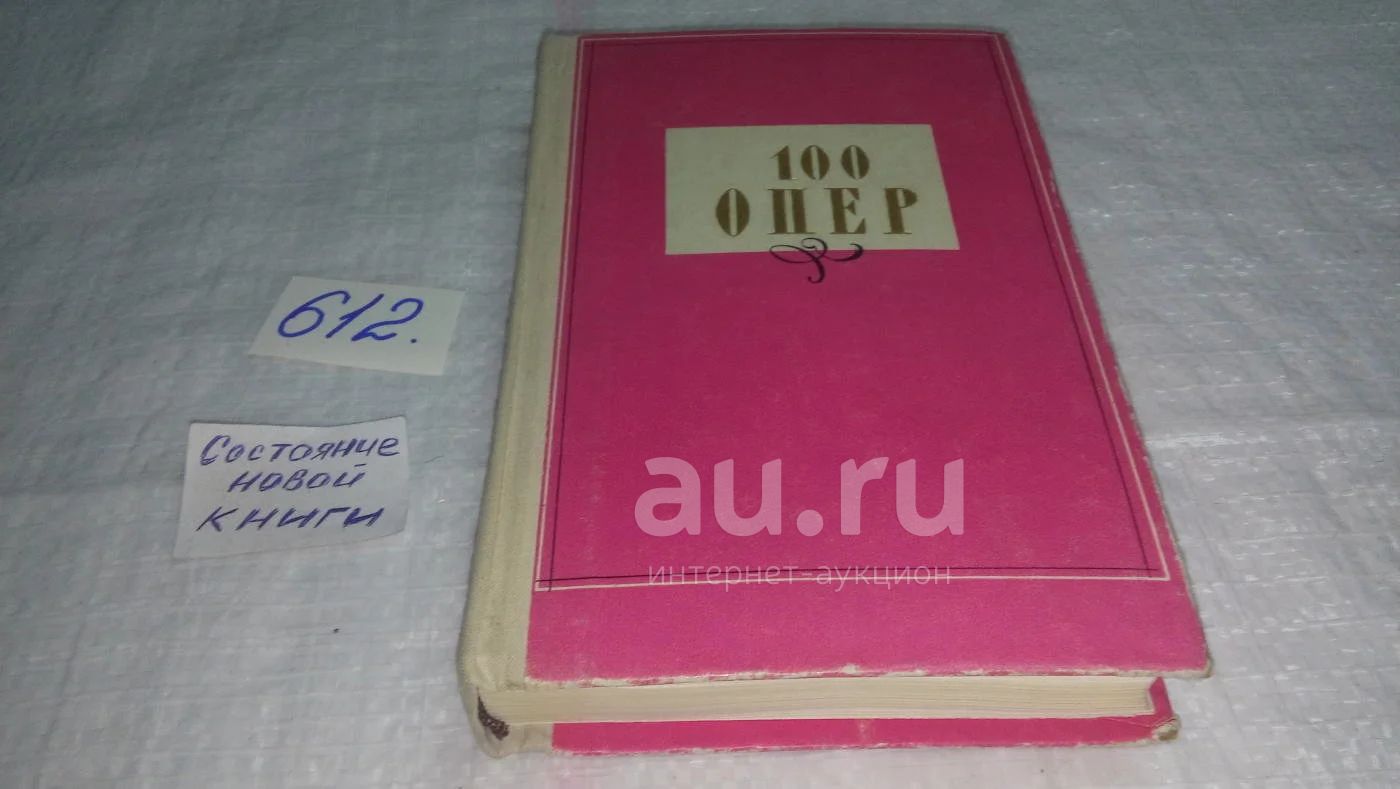 100
ОПЕР
612.
Состояние
новой
книги
au.ru
интернет-аукцион